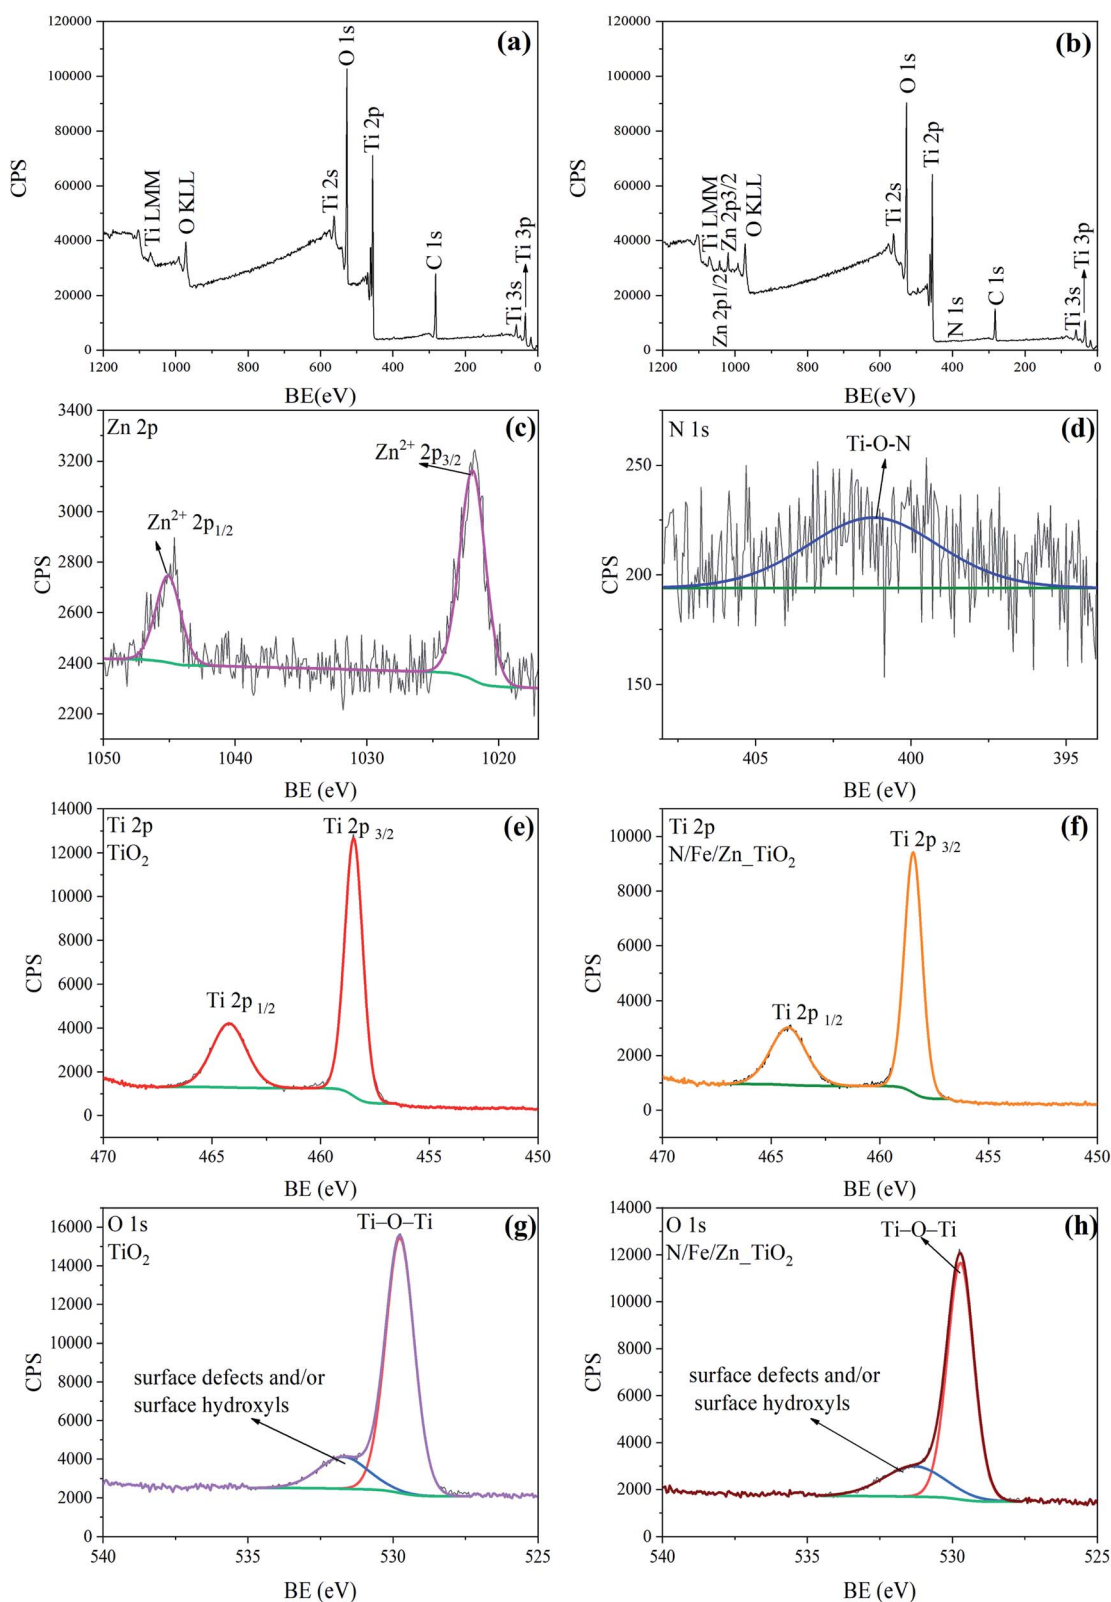 (a)
120000
100000
80000
60000
40000
20000
0
CPS
Ti LMM
O KLL
Ti 2s
O 1s
Ti 2p
C 1s
Ti 3s
Ti 3p
1200 1000 800 600 400 200 0
BE(eV)
(b)
120000
100000
80000
60000
40000
20000
0
CPS
Zn 2p1/2
Ti LMM
Zn 2p3/2
O KLL
Ti 2s
O 1s
Ti 2p
N 1s
C 1s
Ti 3s
Ti 3p
1200 1000 800 600 400 200 0
BE(eV)
Zn 2p (c)
3400
3200
3000
2800
2600
2400
2200
CPS
Zn²⁺ 2p₁/₂
Zn²⁺ 2p₃/₂
1050 1040 1030 1020
BE (eV)
N 1s (d)
250
200
150
CPS
Ti-O-N
405 400 395
BE (eV)
Ti 2p (e)
TiO₂
14000
12000
10000
8000
6000
4000
2000
0
CPS
Ti 2p ₁/₂
Ti 2p ₃/₂
470 465 460 455 450
BE (eV)
Ti 2p (f)
N/Fe/Zn_TiO₂
10000
8000
6000
4000
2000
0
CPS
Ti 2p ₁/₂
Ti 2p ₃/₂
470 465 460 455 450
BE (eV)
O 1s (g)
TiO₂
16000
14000
12000
10000
8000
6000
4000
2000
0
CPS
Ti–O–Ti
surface defects and/or
surface hydroxyls
540 535 530 525
BE (eV)
O 1s (h)
N/Fe/Zn_TiO₂
14000
12000
10000
8000
6000
4000
2000
0
CPS
Ti–O–Ti
surface defects and/or
surface hydroxyls
540 535 530 525
BE (eV)